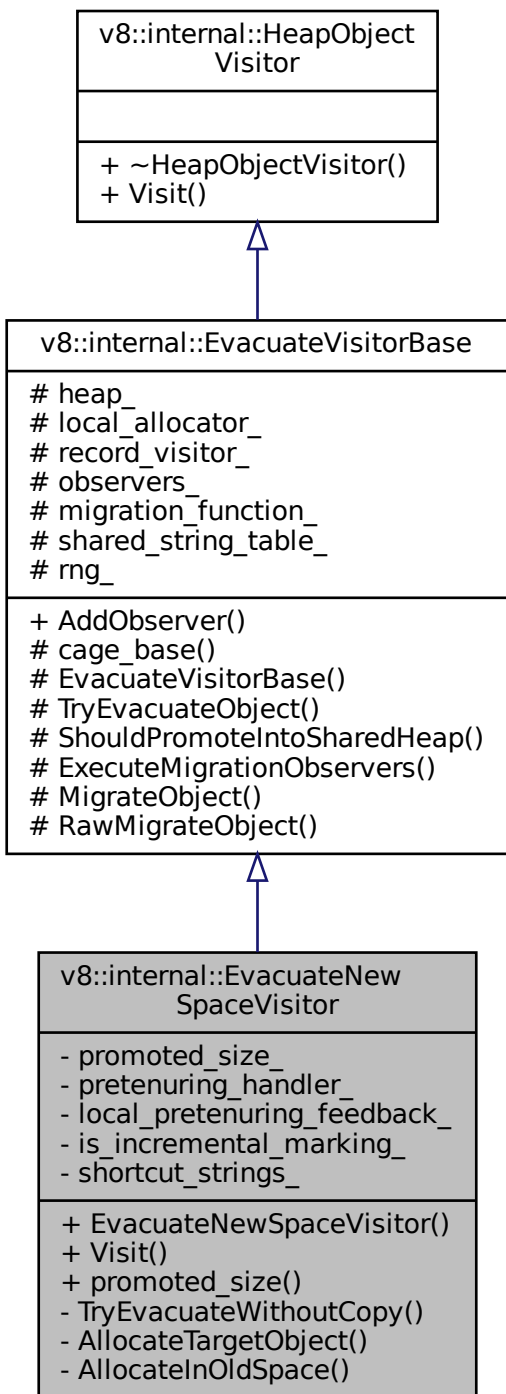 v8::internal::HeapObject
Visitor
+ ~HeapObjectVisitor()
+ Visit()
v8::internal::EvacuateVisitorBase
# heap_
# local_allocator_
# record_visitor_
# observers_
# migration_function_
# shared_string_table_
# rng_
+ AddObserver()
# cage_base()
# EvacuateVisitorBase()
# TryEvacuateObject()
# ShouldPromoteIntoSharedHeap()
# ExecuteMigrationObservers()
# MigrateObject()
# RawMigrateObject()
v8::internal::EvacuateNew
SpaceVisitor
- promoted_size_
- pretenuring_handler_
- local_pretenuring_feedback_
- is_incremental_marking_
- shortcut_strings_
+ EvacuateNewSpaceVisitor()
+ Visit()
+ promoted_size()
- TryEvacuateWithoutCopy()
- AllocateTargetObject()
- AllocateInOldSpace()